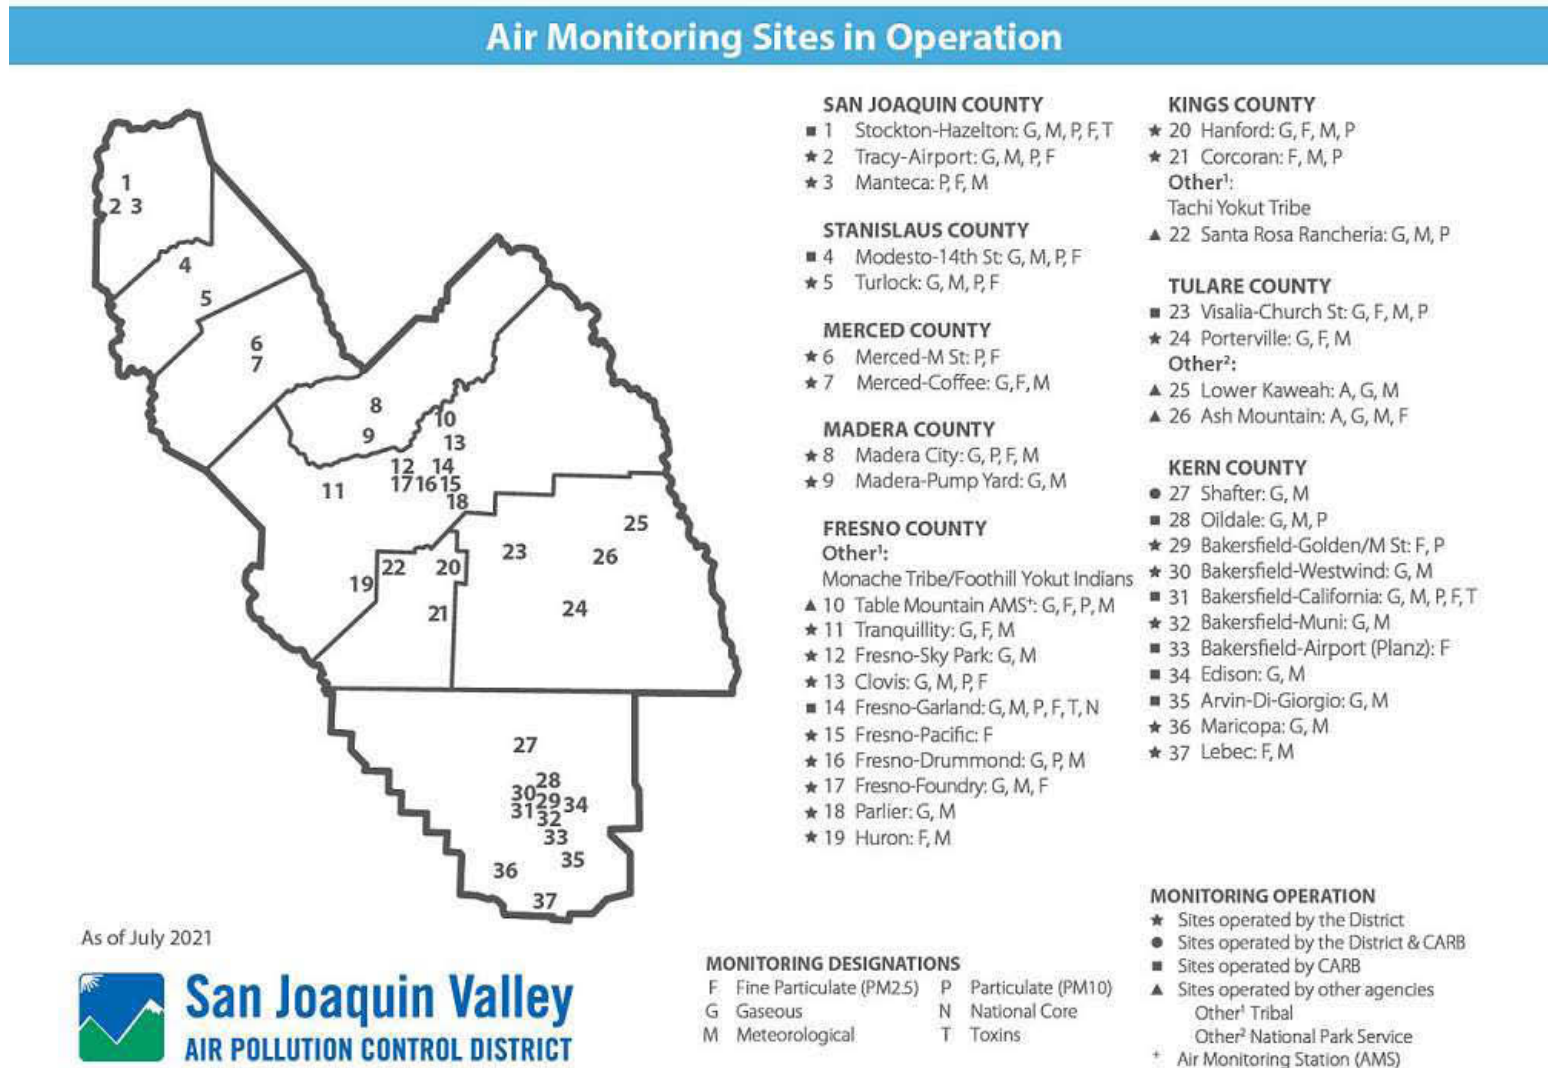 Air Monitoring Sites in Operation
1
2 3
4
5
6
7
8
9
10
13
12 14
17 16 15
11
18
25
23
26
22 20
19
24
21
27
28
30
29 34
31
32
33
35
36
37
As of July 2021
San Joaquin Valley
AIR POLLUTION CONTROL DISTRICT
SAN JOAQUIN COUNTY
■ 1 Stockton-Hazelton: G, M, P, F, T
★ 2 Tracy-Airport: G, M, P, F
★ 3 Manteca: P, F, M
STANISLAUS COUNTY
■ 4 Modesto-14th St: G, M, P, F
★ 5 Turlock: G, M, P, F
MERCED COUNTY
★ 6 Merced-M St: P, F
★ 7 Merced-Coffee: G, F, M
MADERA COUNTY
★ 8 Madera City: G, P, F, M
★ 9 Madera-Pump Yard: G, M
FRESNO COUNTY
Other¹:
Monache Tribe/Foothill Yokut Indians
▲ 10 Table Mountain AMS⁺: G, F, P, M
★ 11 Tranquillity: G, F, M
★ 12 Fresno-Sky Park: G, M
★ 13 Clovis: G, M, P, F
■ 14 Fresno-Garland: G, M, P, F, T, N
★ 15 Fresno-Pacific: F
★ 16 Fresno-Drummond: G, P, M
★ 17 Fresno-Foundry: G, M, F
★ 18 Parlier: G, M
★ 19 Huron: F, M
KINGS COUNTY
★ 20 Hanford: G, F, M, P
★ 21 Corcoran: F, M, P
Other¹:
Tachi Yokut Tribe
▲ 22 Santa Rosa Rancheria: G, M, P
TULARE COUNTY
■ 23 Visalia-Church St: G, F, M, P
★ 24 Porterville: G, F, M
Other²:
▲ 25 Lower Kaweah: A, G, M
▲ 26 Ash Mountain: A, G, M, F
KERN COUNTY
● 27 Shafter: G, M
■ 28 Oildale: G, M, P
★ 29 Bakersfield-Golden/M St: F, P
★ 30 Bakersfield-Westwind: G, M
■ 31 Bakersfield-California: G, M, P, F, T
★ 32 Bakersfield-Muni: G, M
■ 33 Bakersfield-Airport (Planz): F
■ 34 Edison: G, M
■ 35 Arvin-Di-Giorgio: G, M
★ 36 Maricopa: G, M
★ 37 Lebec: F, M
MONITORING DESIGNATIONS
F Fine Particulate (PM2.5) P Particulate (PM10)
G Gaseous N National Core
M Meteorological T Toxins
MONITORING OPERATION
★ Sites operated by the District
● Sites operated by the District & CARB
■ Sites operated by CARB
▲ Sites operated by other agencies
Other¹ Tribal
Other² National Park Service
⁺ Air Monitoring Station (AMS)